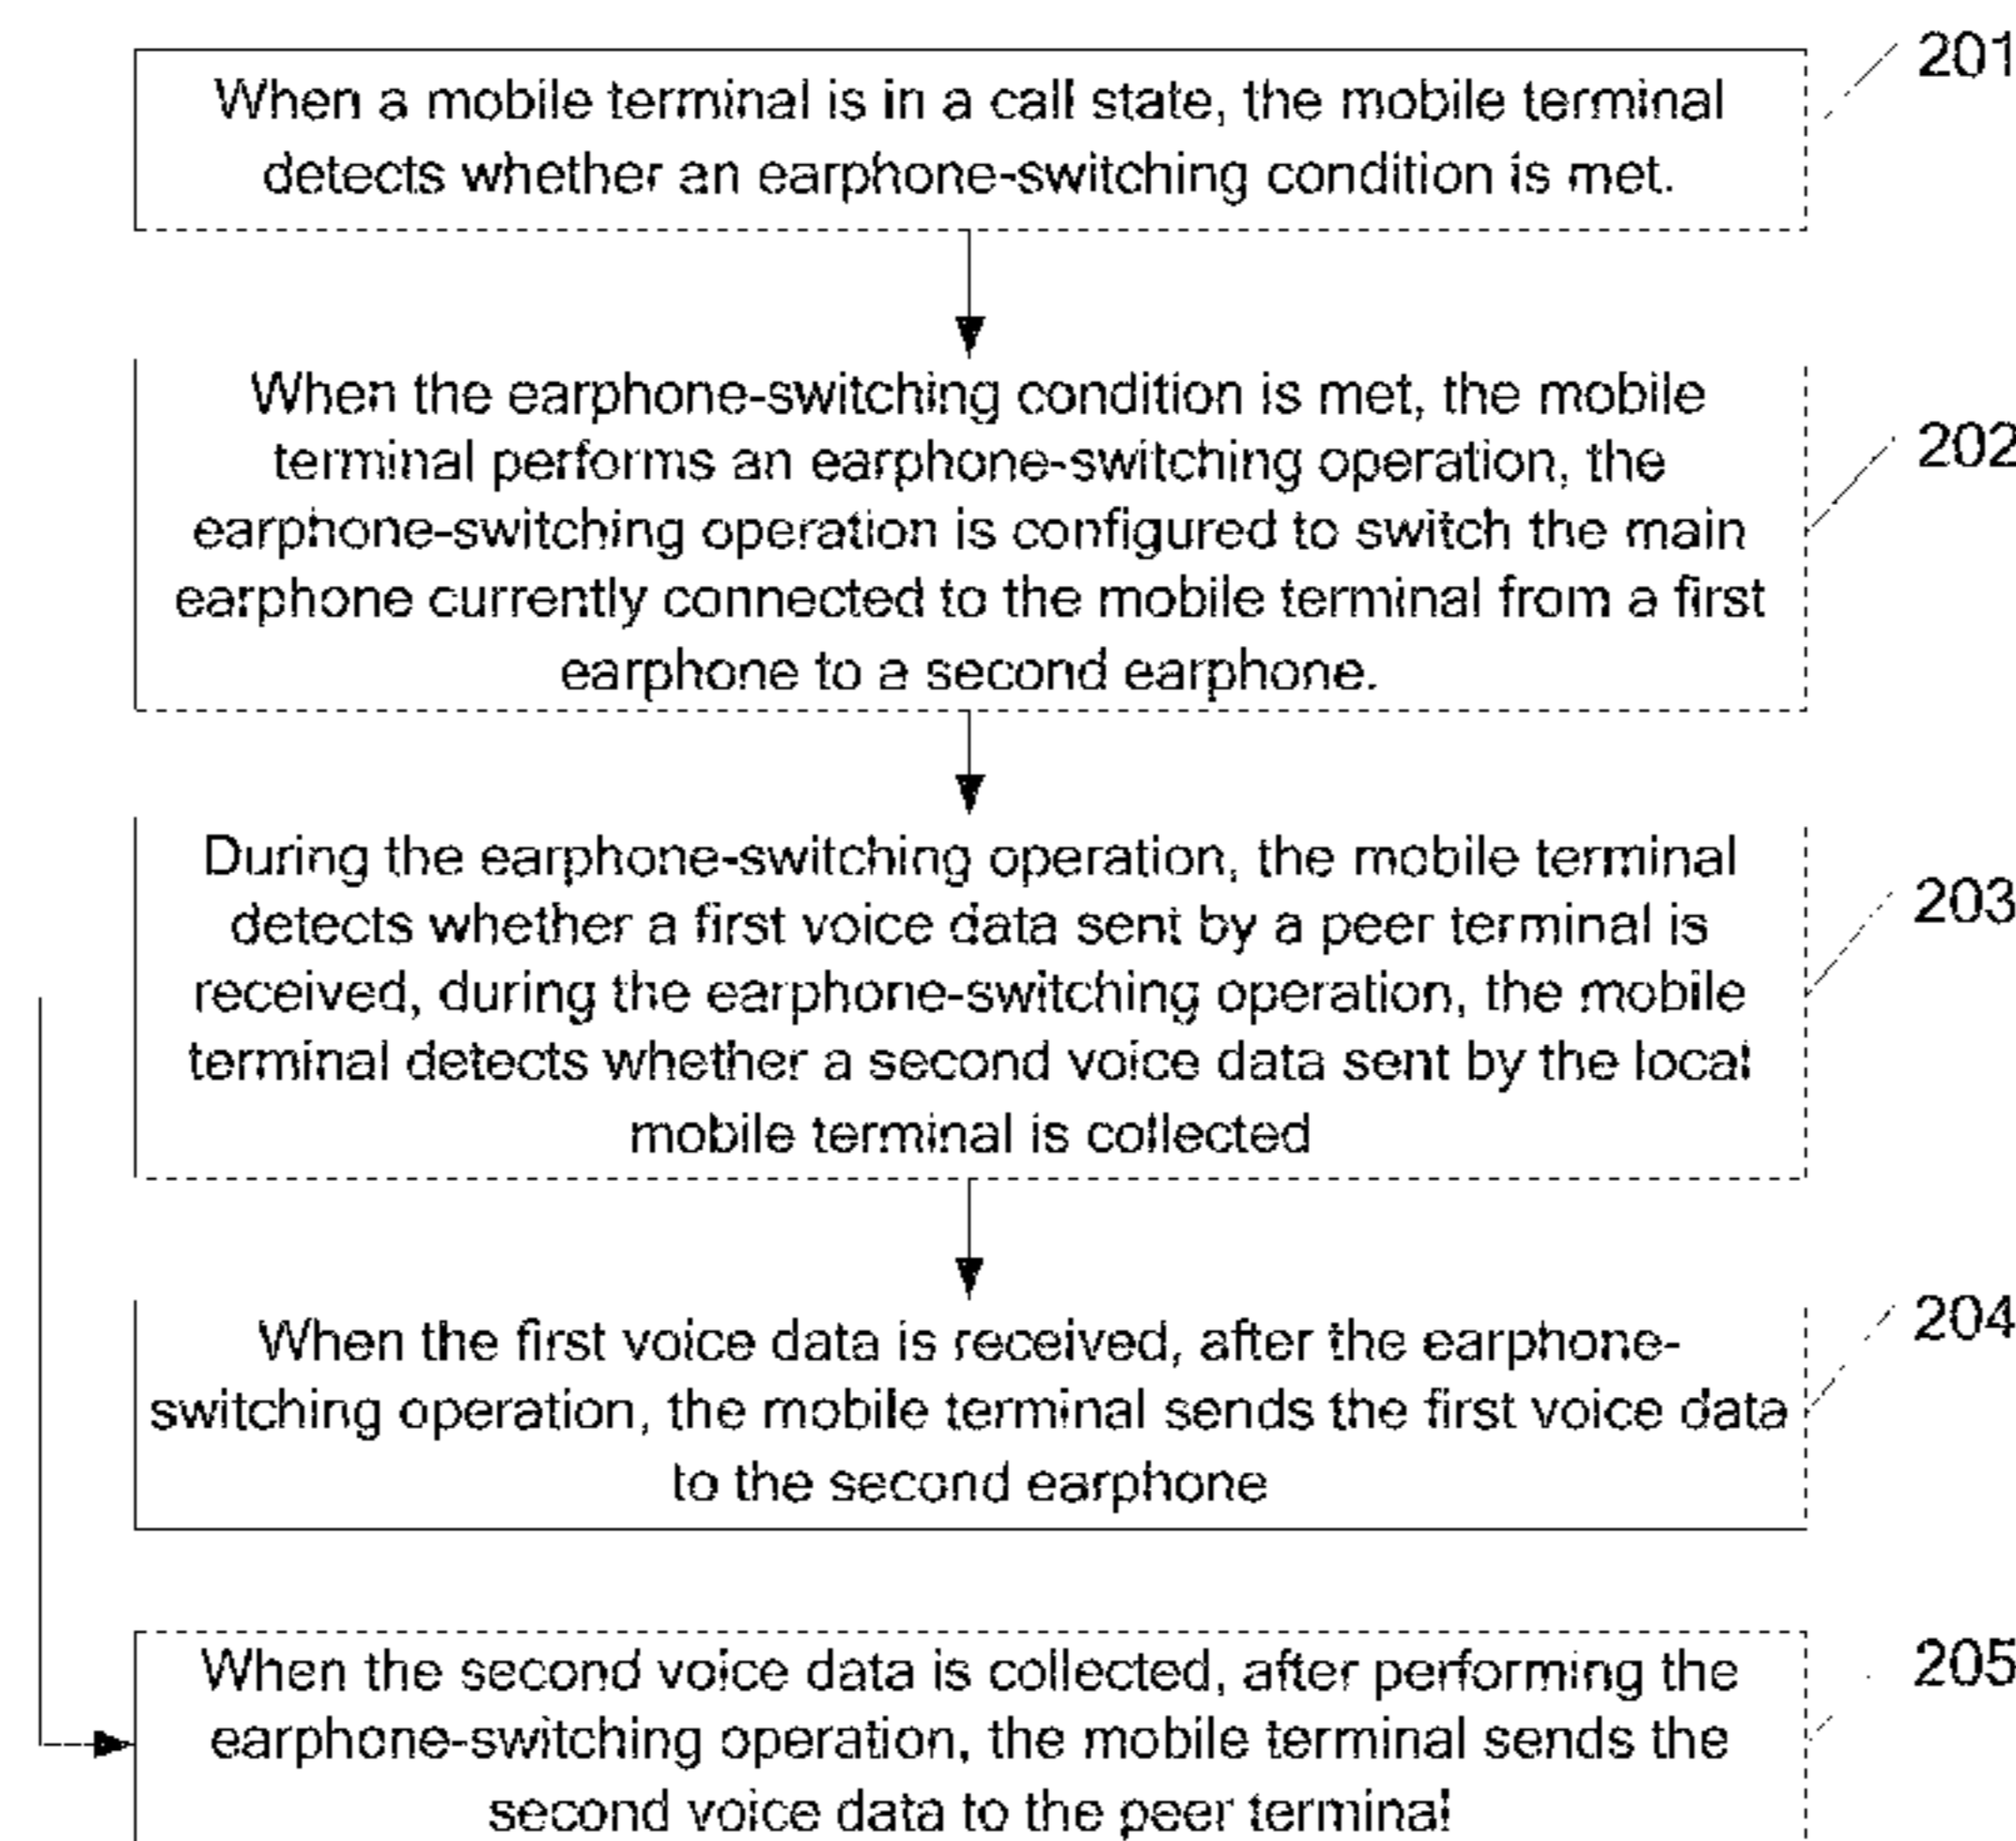 201
When a mobile terminal is in a call state, the mobile terminal
detects whether an earphone-switching condition is met.
202
When the earphone-switching condition is met, the mobile
terminal performs an earphone-switching operation, the
earphone-switching operation is configured to switch the main
earphone currently connected to the mobile terminal from a first
earphone to a second earphone.
203
During the earphone-switching operation, the mobile terminal
detects whether a first voice data sent by a peer terminal is
received, during the earphone-switching operation, the mobile
terminal detects whether a second voice data sent by the local
mobile terminal is collected
204
When the first voice data is received, after the earphone-
switching operation, the mobile terminal sends the first voice data
to the second earphone
205
When the second voice data is collected, after performing the
earphone-switching operation, the mobile terminal sends the
second voice data to the peer terminal